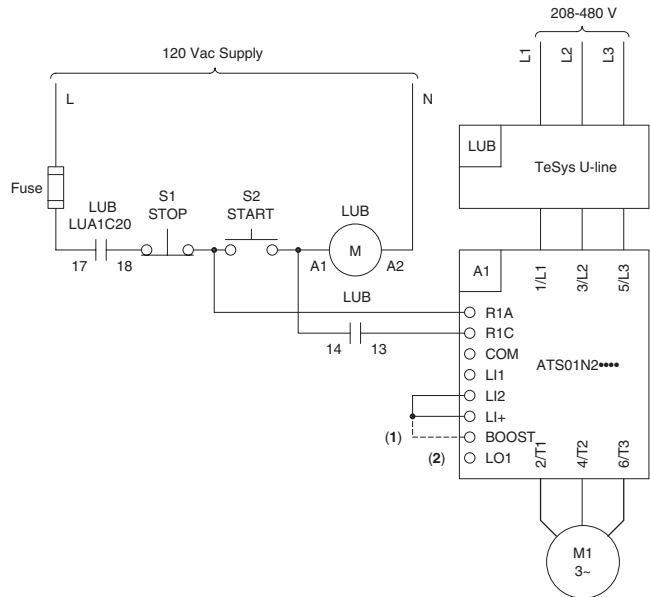 208-480 V
L1
L2
L3
120 Vac Supply
L
N
LUB
TeSys U-line
Fuse
LUB
LUA1C20
S1
STOP
S2
START
LUB
M
17
18
A1
A2
A1
1/L1
3/L2
5/L3
LUB
14
13
R1A
R1C
COM
LI1
LI2
LI+
BOOST
LO1
ATS01N2••••
(1)
(2)
2/T1
4/T2
6/T3
M1
3~